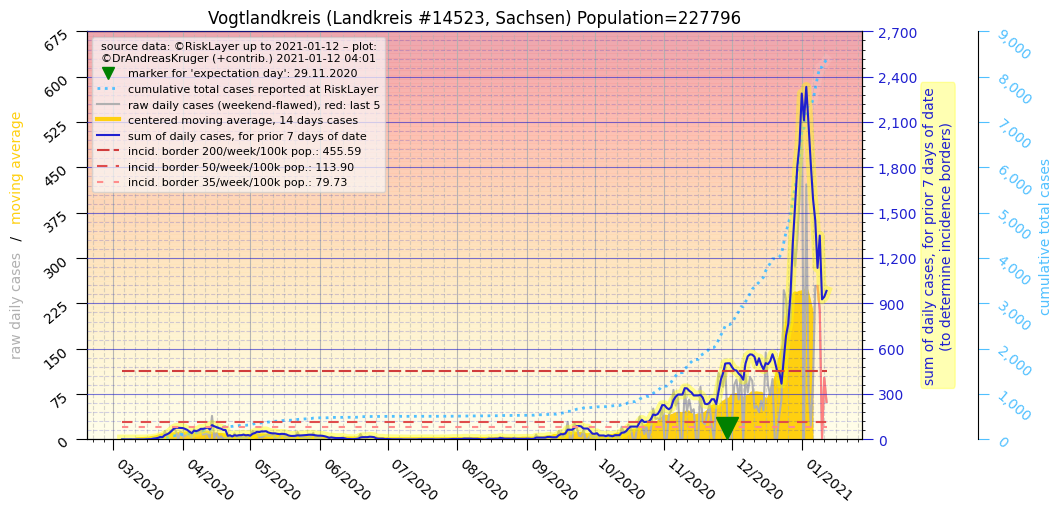 Vogtlandkreis (Landkreis #14523, Sachsen) Population=227796
source data: ©RiskLayer up to 2021-01-12 – plot:
©DrAndreasKruger (+contrib.) 2021-01-12 04:01
marker for 'expectation day': 29.11.2020
cumulative total cases reported at RiskLayer
raw daily cases (weekend-flawed), red: last 5
centered moving average, 14 days cases
sum of daily cases, for prior 7 days of date
incid. border 200/week/100k pop.: 455.59
incid. border 50/week/100k pop.: 113.90
incid. border 35/week/100k pop.: 79.73
raw daily cases / moving average
675
600
525
450
375
300
225
150
75
0
03/2020
04/2020
05/2020
06/2020
07/2020
08/2020
09/2020
10/2020
11/2020
12/2020
01/2021
2,700
2,400
2,100
1,800
1,500
1,200
900
600
300
0
sum of daily cases, for prior 7 days of date
(to determine incidence borders)
9,000
8,000
7,000
6,000
5,000
4,000
3,000
2,000
1,000
0
cumulative total cases